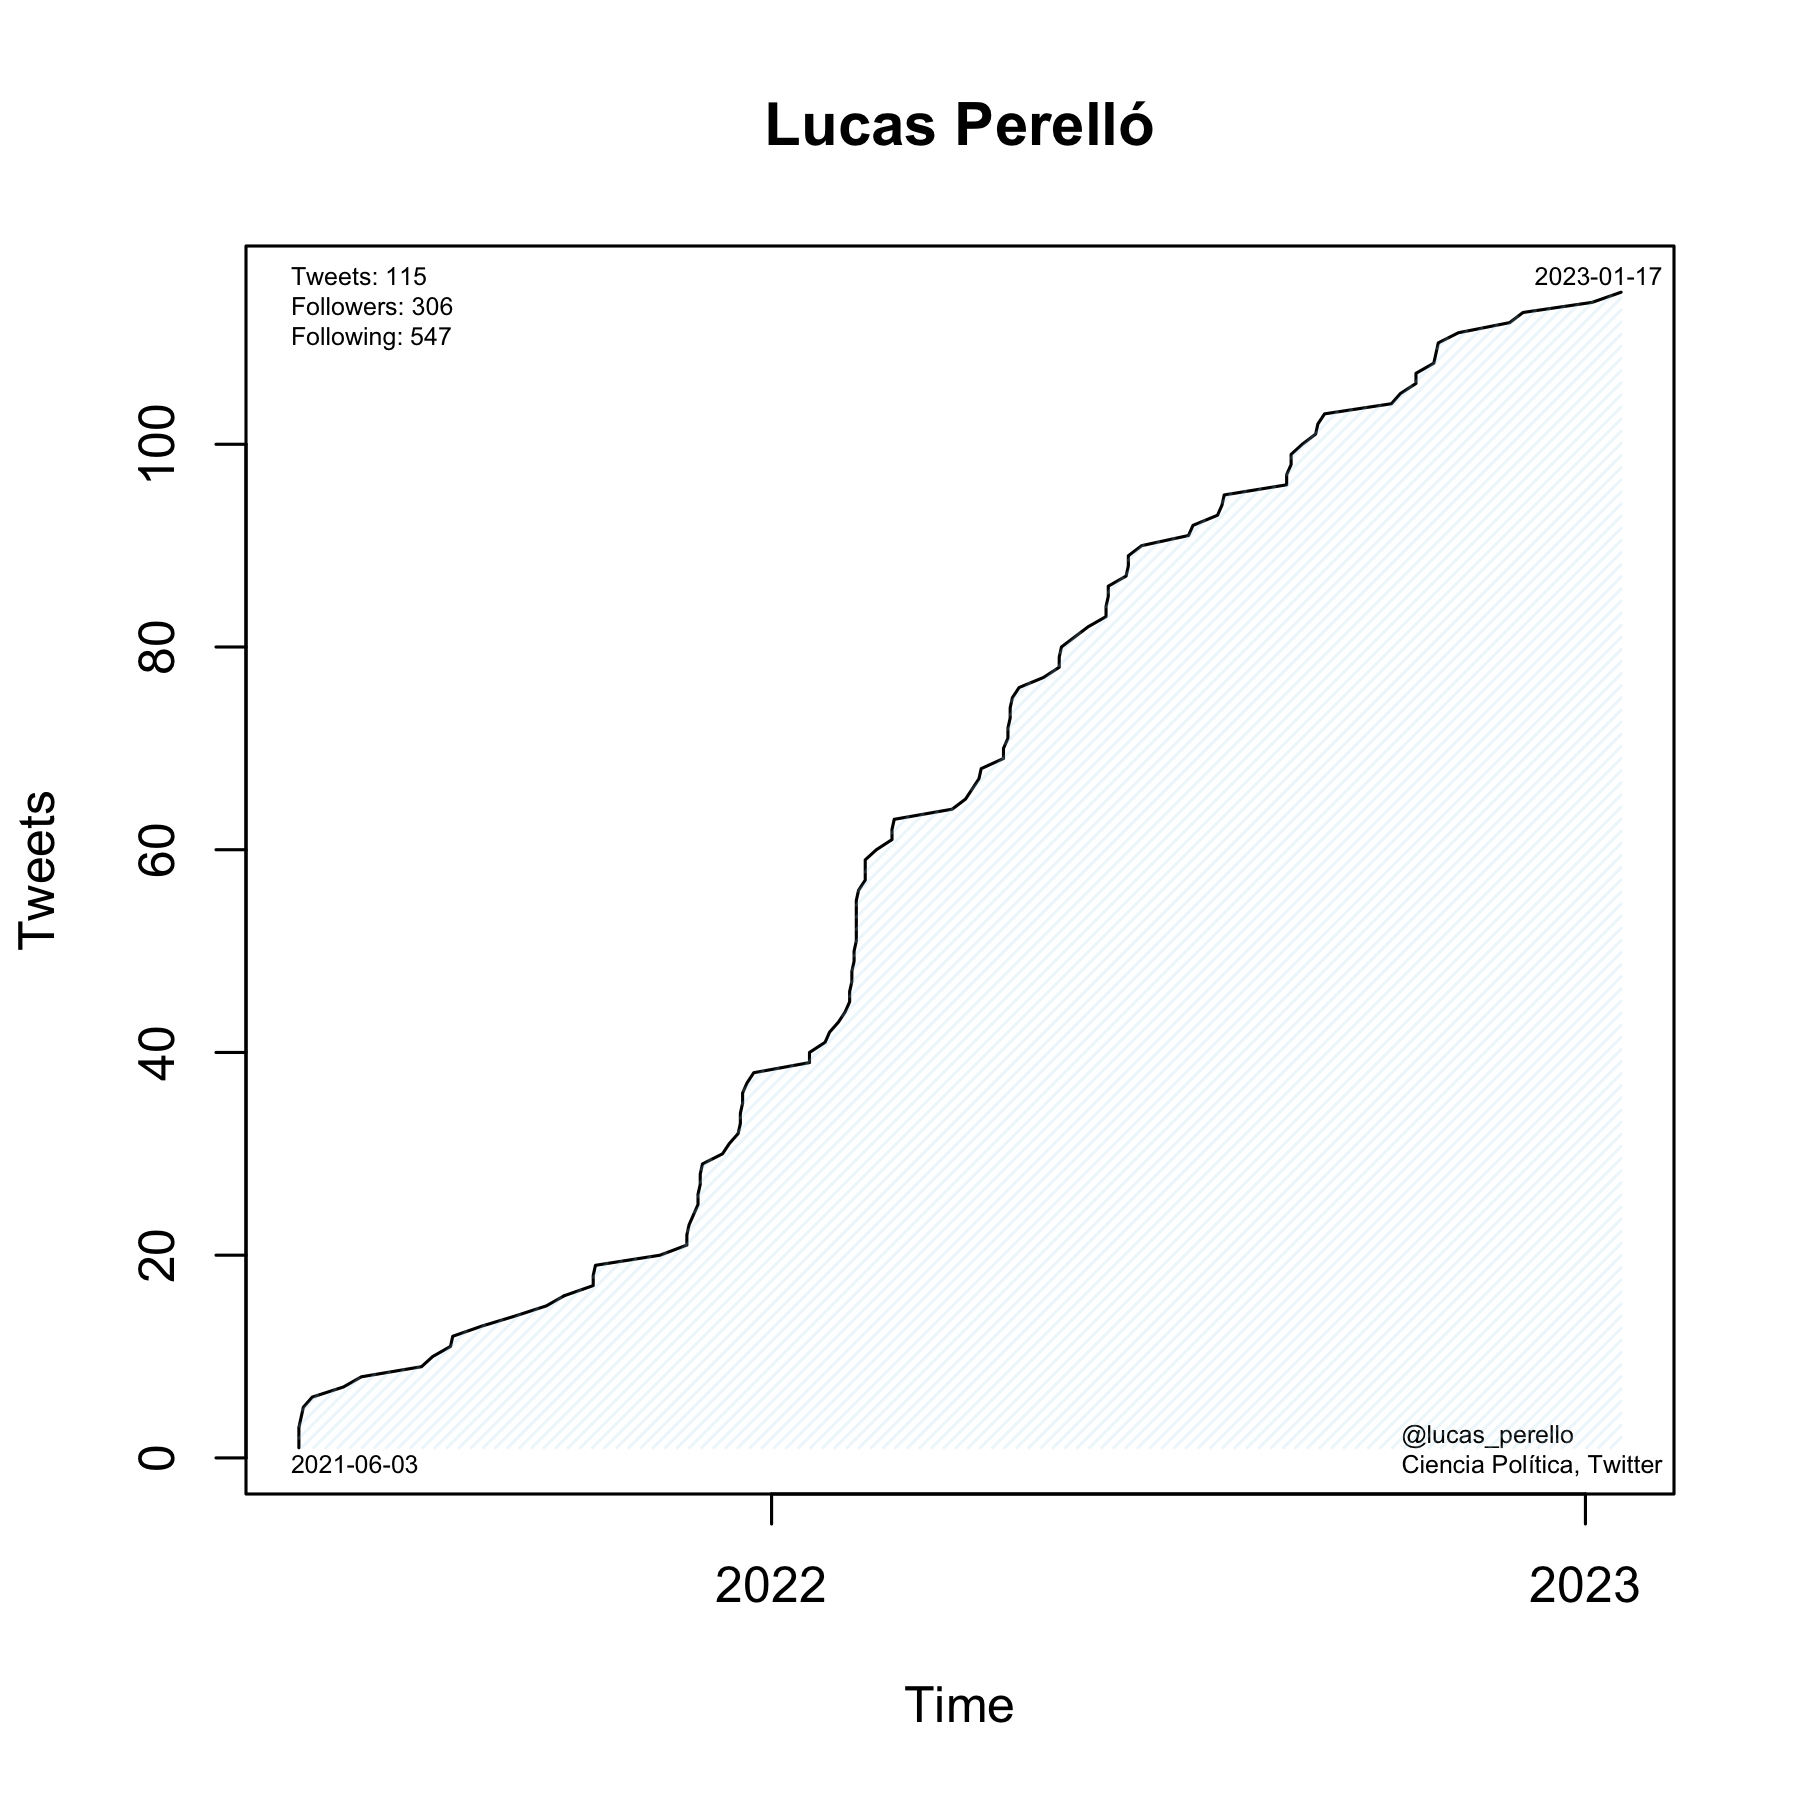 Lucas Perelló
Tweets: 115
Followers: 306
Following: 547
2023-01-17
Tweets
100
80
60
40
20
0
2021-06-03
@lucas_perello
Ciencia Política, Twitter
2022
2023
Time